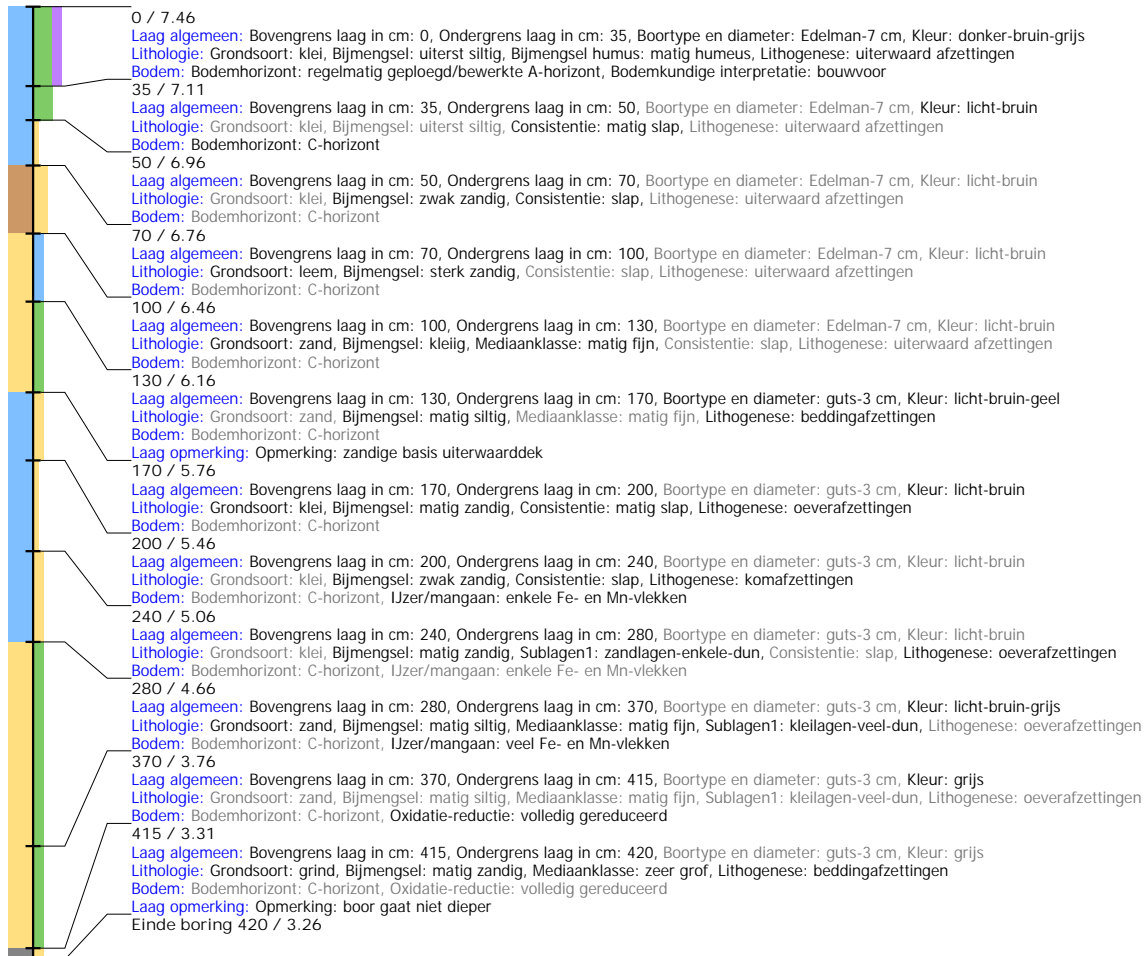 0 / 7.46
Laag algemeen: Bovengrens laag in cm: 0, Ondergrens laag in cm: 35, Boortype en diameter: Edelman-7 cm, Kleur: donker-bruin-grijs
Lithologie: Grondsoort: klei, Bijmengsel: uiterst siltig, Bijmengsel humus: matig humeus, Lithogenese: uiterwaard afzettingen
Bodem: Bodemhorizont: regelmatig geploegd/bewerkte A-horizont, Bodemkundige interpretatie: bouwvoor
35 / 7.11
Laag algemeen: Bovengrens laag in cm: 35, Ondergrens laag in cm: 50, Boortype en diameter: Edelman-7 cm, Kleur: licht-bruin
Lithologie: Grondsoort: klei, Bijmengsel: uiterst siltig, Consistentie: matig slap, Lithogenese: uiterwaard afzettingen
Bodem: Bodemhorizont: C-horizont
50 / 6.96
Laag algemeen: Bovengrens laag in cm: 50, Ondergrens laag in cm: 70, Boortype en diameter: Edelman-7 cm, Kleur: licht-bruin
Lithologie: Grondsoort: klei, Bijmengsel: zwak zandig, Consistentie: slap, Lithogenese: uiterwaard afzettingen
Bodem: Bodemhorizont: C-horizont
70 / 6.76
Laag algemeen: Bovengrens laag in cm: 70, Ondergrens laag in cm: 100, Boortype en diameter: Edelman-7 cm, Kleur: licht-bruin
Lithologie: Grondsoort: leem, Bijmengsel: sterk zandig, Consistentie: slap, Lithogenese: uiterwaard afzettingen
Bodem: Bodemhorizont: C-horizont
100 / 6.46
Laag algemeen: Bovengrens laag in cm: 100, Ondergrens laag in cm: 130, Boortype en diameter: Edelman-7 cm, Kleur: licht-bruin
Lithologie: Grondsoort: zand, Bijmengsel: kleiig, Mediaanklasse: matig fijn, Consistentie: slap, Lithogenese: uiterwaard afzettingen
Bodem: Bodemhorizont: C-horizont
130 / 6.16
Laag algemeen: Bovengrens laag in cm: 130, Ondergrens laag in cm: 170, Boortype en diameter: guts-3 cm, Kleur: licht-bruin-geel
Lithologie: Grondsoort: zand, Bijmengsel: matig siltig, Mediaanklasse: matig fijn, Lithogenese: beddingafzettingen
Bodem: Bodemhorizont: C-horizont
Laag opmerking: Opmerking: zandige basis uiterwaarddek
170 / 5.76
Laag algemeen: Bovengrens laag in cm: 170, Ondergrens laag in cm: 200, Boortype en diameter: guts-3 cm, Kleur: licht-bruin
Lithologie: Grondsoort: klei, Bijmengsel: matig zandig, Consistentie: matig slap, Lithogenese: oeverafzettingen
Bodem: Bodemhorizont: C-horizont
200 / 5.46
Laag algemeen: Bovengrens laag in cm: 200, Ondergrens laag in cm: 240, Boortype en diameter: guts-3 cm, Kleur: licht-bruin
Lithologie: Grondsoort: klei, Bijmengsel: zwak zandig, Consistentie: slap, Lithogenese: komafzettingen
Bodem: Bodemhorizont: C-horizont, IJzer/mangaan: enkele Fe- en Mn-vlekken
240 / 5.06
Laag algemeen: Bovengrens laag in cm: 240, Ondergrens laag in cm: 280, Boortype en diameter: guts-3 cm, Kleur: licht-bruin
Lithologie: Grondsoort: klei, Bijmengsel: matig zandig, Sublagen1: zandlagen-enkele-dun, Consistentie: slap, Lithogenese: oeverafzettingen
Bodem: Bodemhorizont: C-horizont, IJzer/mangaan: enkele Fe- en Mn-vlekken
280 / 4.66
Laag algemeen: Bovengrens laag in cm: 280, Ondergrens laag in cm: 370, Boortype en diameter: guts-3 cm, Kleur: licht-bruin-grijs
Lithologie: Grondsoort: zand, Bijmengsel: matig siltig, Mediaanklasse: matig fijn, Sublagen1: kleilagen-veel-dun, Lithogenese: oeverafzettingen
Bodem: Bodemhorizont: C-horizont, IJzer/mangaan: veel Fe- en Mn-vlekken
370 / 3.76
Laag algemeen: Bovengrens laag in cm: 370, Ondergrens laag in cm: 415, Boortype en diameter: guts-3 cm, Kleur: grijs
Lithologie: Grondsoort: zand, Bijmengsel: matig siltig, Mediaanklasse: matig fijn, Sublagen1: kleilagen-veel-dun, Lithogenese: oeverafzettingen
Bodem: Bodemhorizont: C-horizont, Oxidatie-reductie: volledig gereduceerd
415 / 3.31
Laag algemeen: Bovengrens laag in cm: 415, Ondergrens laag in cm: 420, Boortype en diameter: guts-3 cm, Kleur: grijs
Lithologie: Grondsoort: grind, Bijmengsel: matig zandig, Mediaanklasse: zeer grof, Lithogenese: beddingafzettingen
Bodem: Bodemhorizont: C-horizont, Oxidatie-reductie: volledig gereduceerd
Laag opmerking: Opmerking: boor gaat niet dieper
Einde boring 420 / 3.26